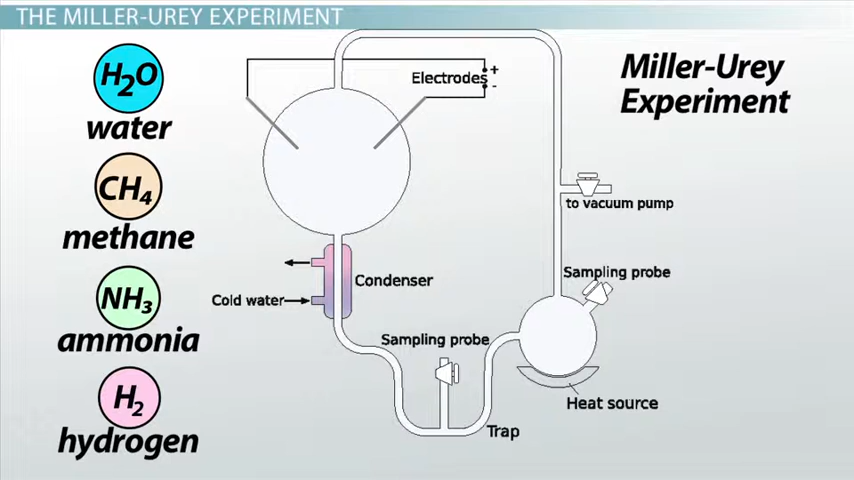 THE MILLER-UREY EXPERIMENT
H2O
water
CH4
methane
NH3
ammonia
H2
hydrogen
Electrodes
+
-
Miller-Urey
Experiment
to vacuum pump
Sampling probe
Condenser
Cold water
Sampling probe
Heat source
Trap